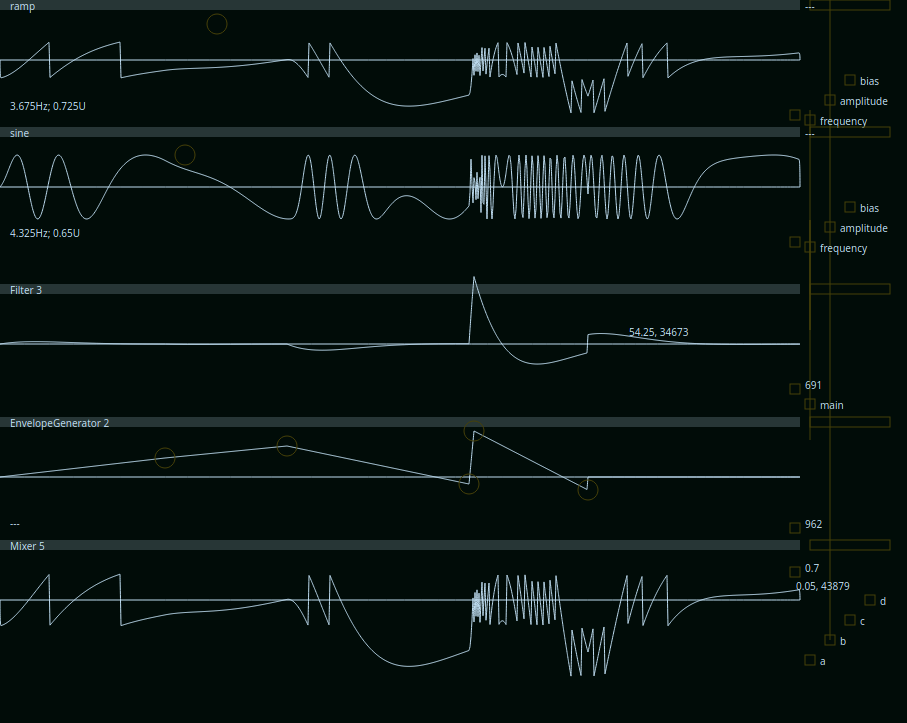 ramp
---
bias
amplitude
3.675Hz; 0.725U
frequency
sine
---
bias
amplitude
4.325Hz; 0.65U
frequency
Filter 3
54.25, 34673
691
main
EnvelopeGenerator 2
---
962
Mixer 5
0.7
0.05, 43879
d
c
b
a